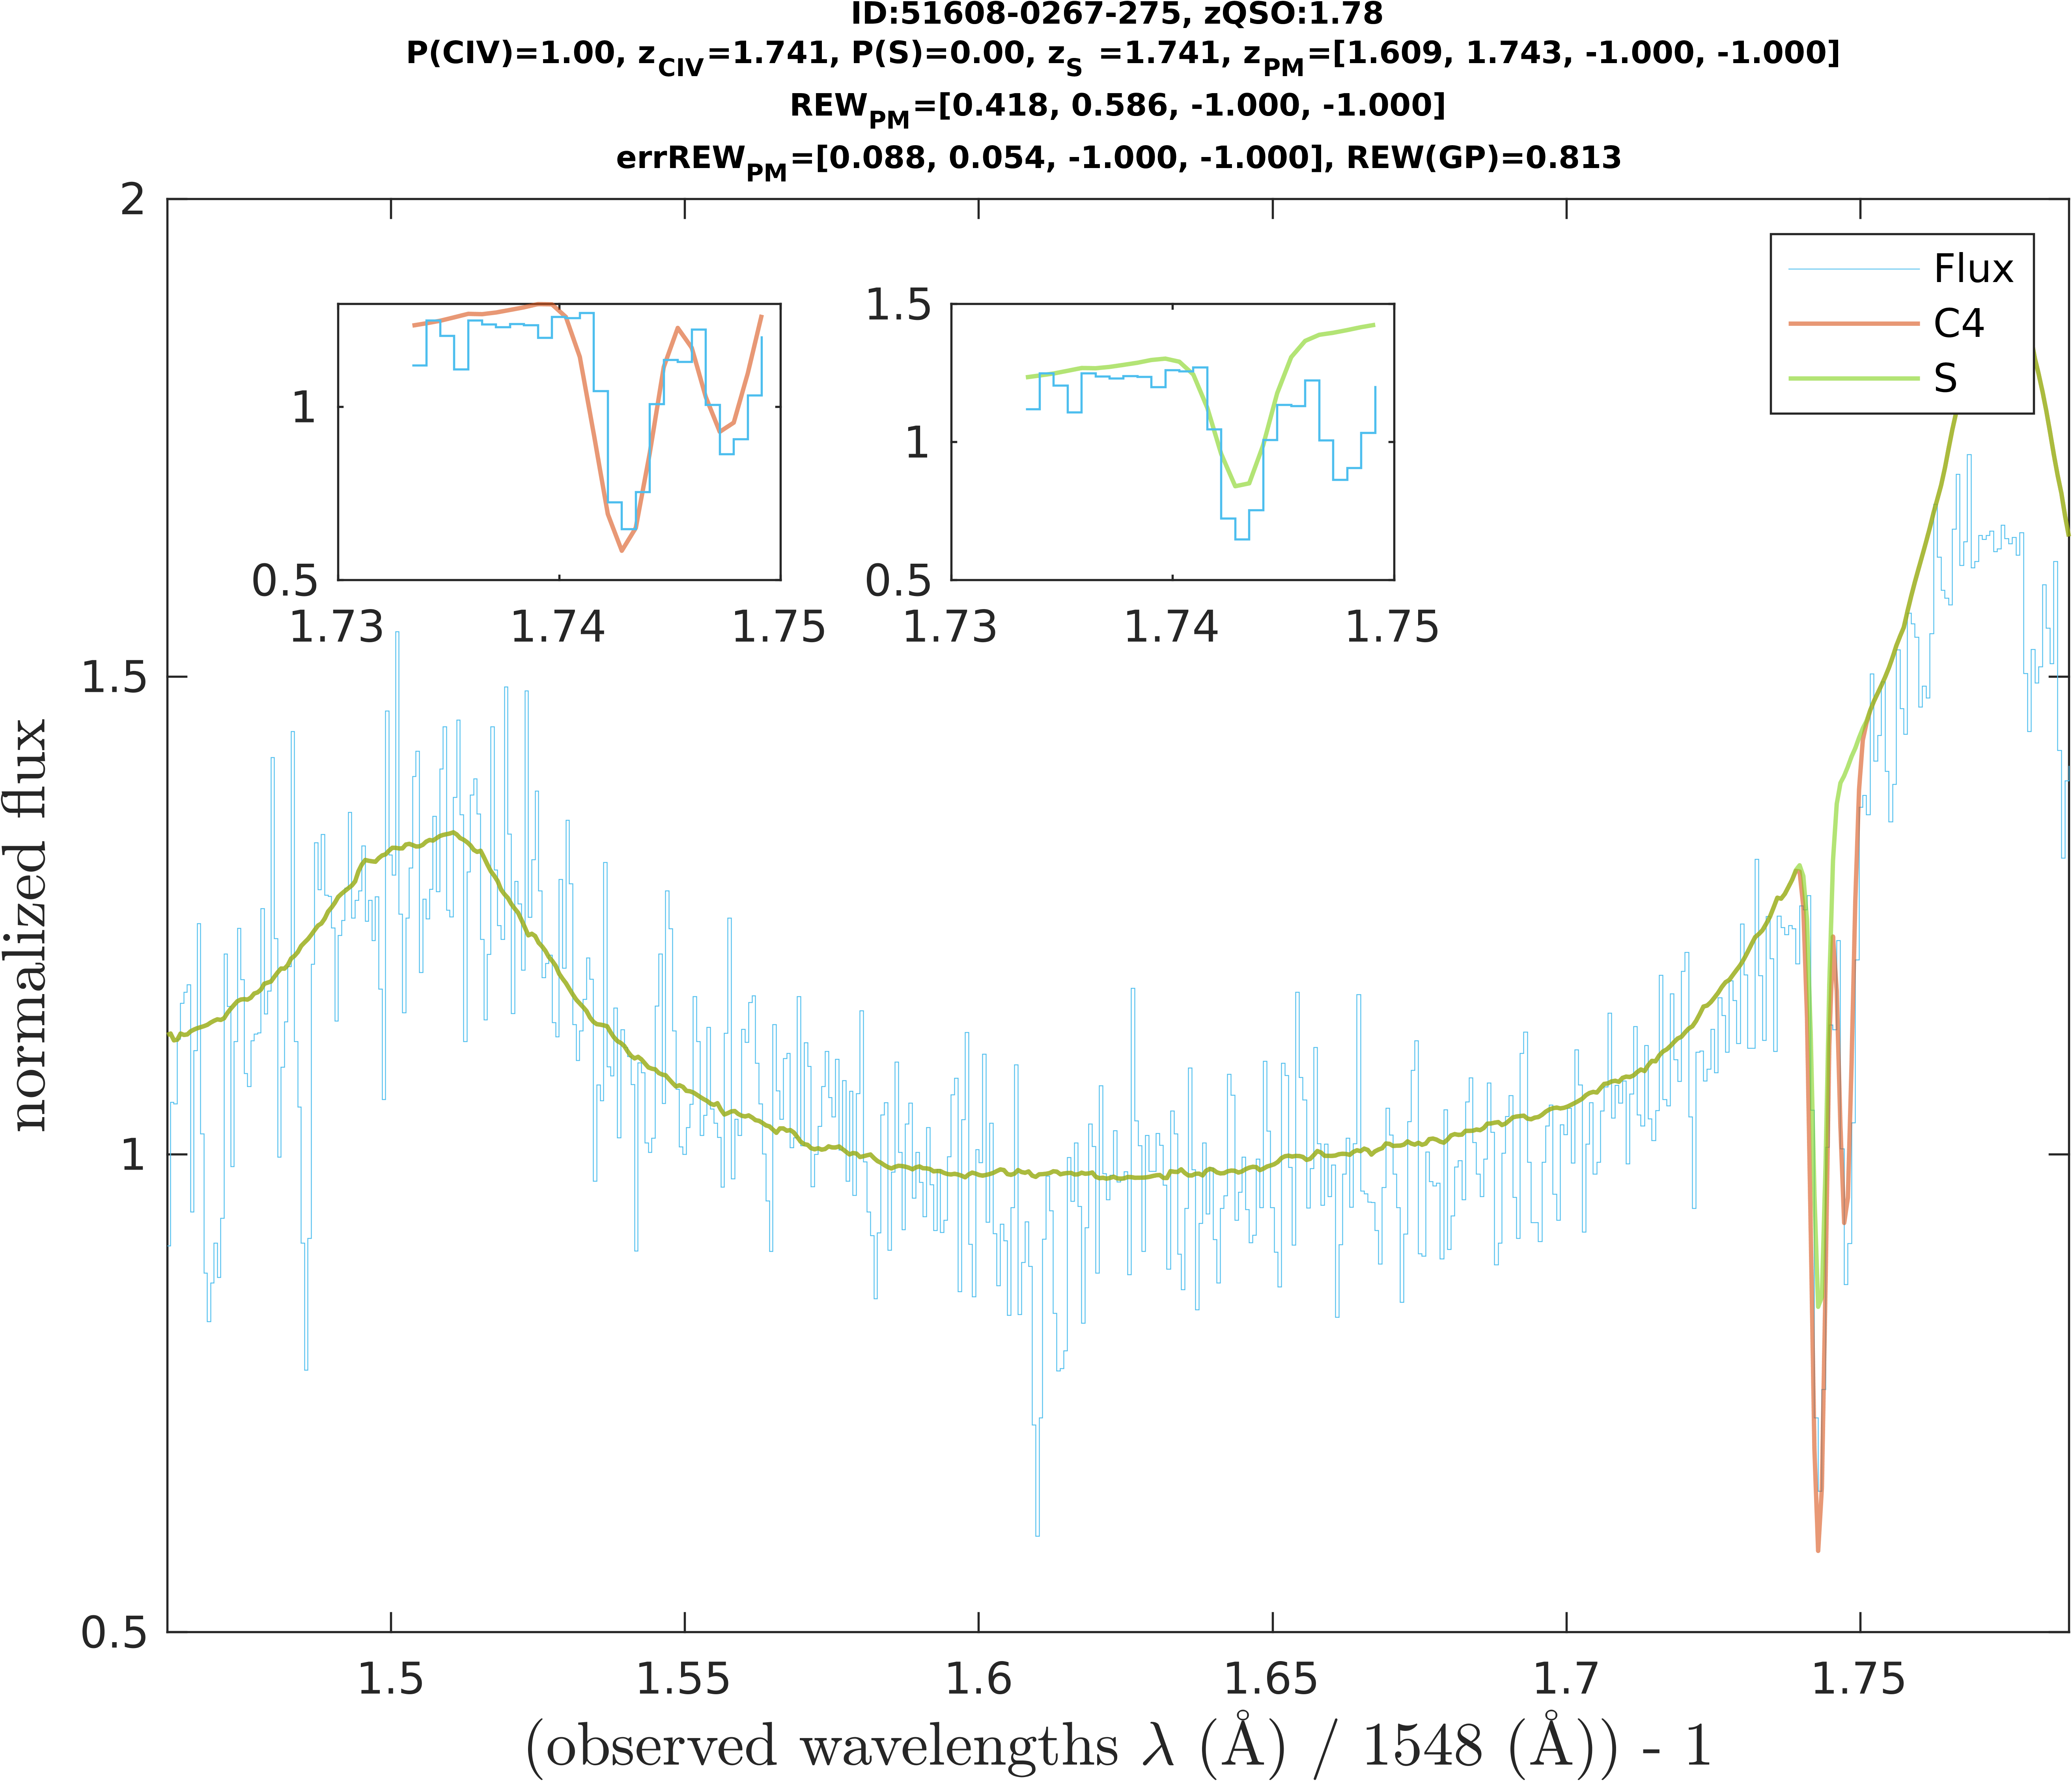 ID:51608-0267-275, zQSO:1.78
P(CIV)=1.00, zCIV=1.741, P(S)=0.00, zS =1.741, zPM=[1.609, 1.743, -1.000, -1.000]
REWPM=[0.418, 0.586, -1.000, -1.000]
errREWPM=[0.088, 0.054, -1.000, -1.000], REW(GP)=0.813
2
1.5
1
0.5
normalized flux
1
0.5
1.73 1.74 1.75
1.5
1
0.5
1.73 1.74 1.75
Flux
C4
S
1.5 1.55 1.6 1.65 1.7 1.75
(observed wavelengths λ (Å) / 1548 (Å)) - 1